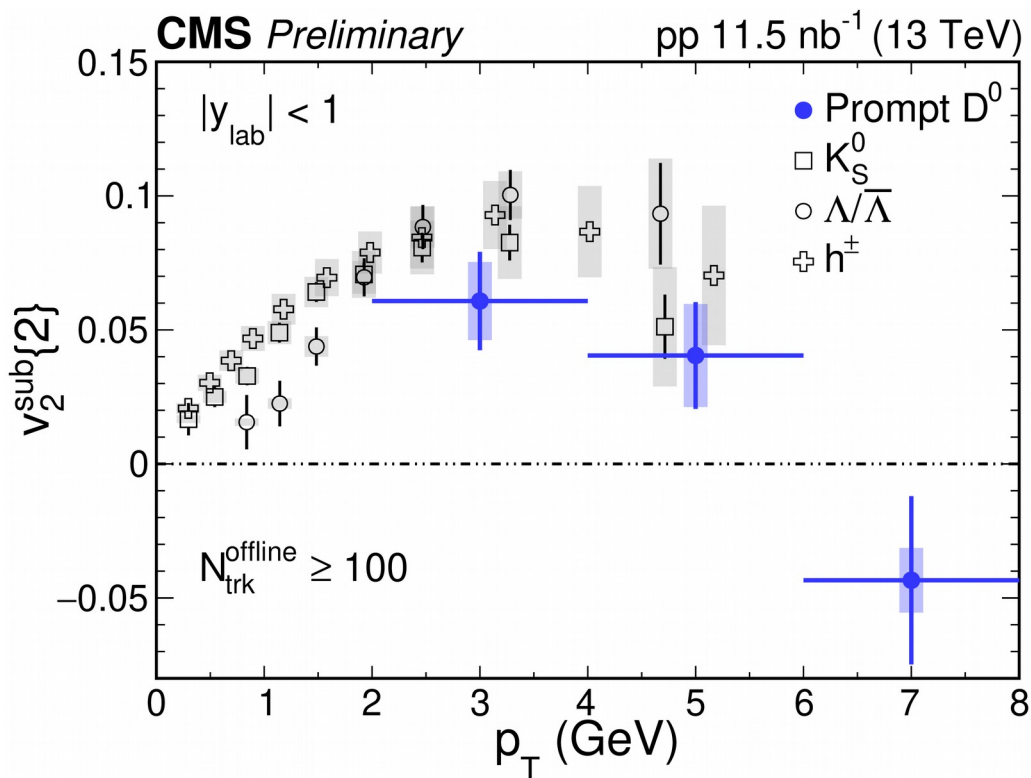 CMS Preliminary pp 11.5 nb⁻¹ (13 TeV)
|y_lab| < 1
Prompt D⁰
K_S⁰
Λ/Λ̅
h±
N_trk^offline ≥ 100
v₂^sub{2}
0.15
0.1
0.05
0
−0.05
0 1 2 3 4 5 6 7 8
p_T (GeV)